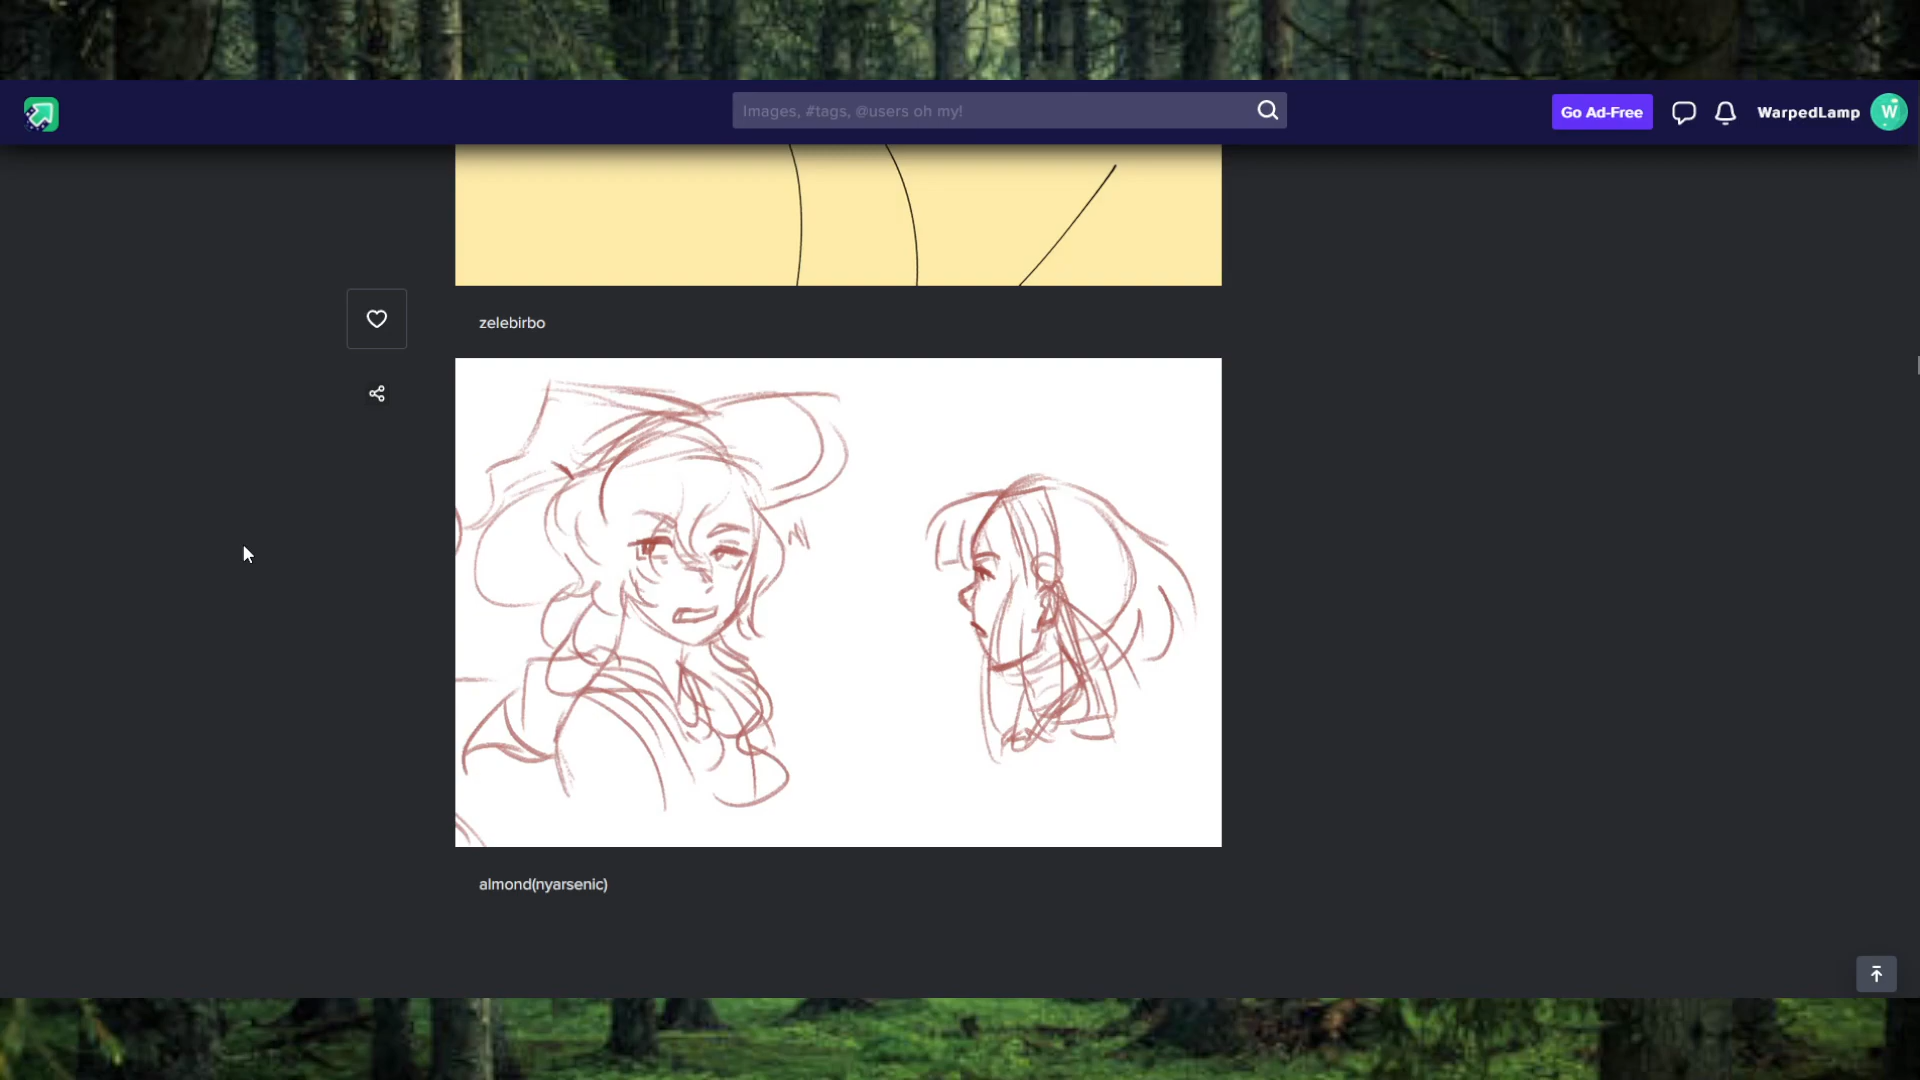 Images, #tags, @users oh my!
Go Ad-Free
WarpedLamp
W
zelebirbo
almond(nyarsenic)